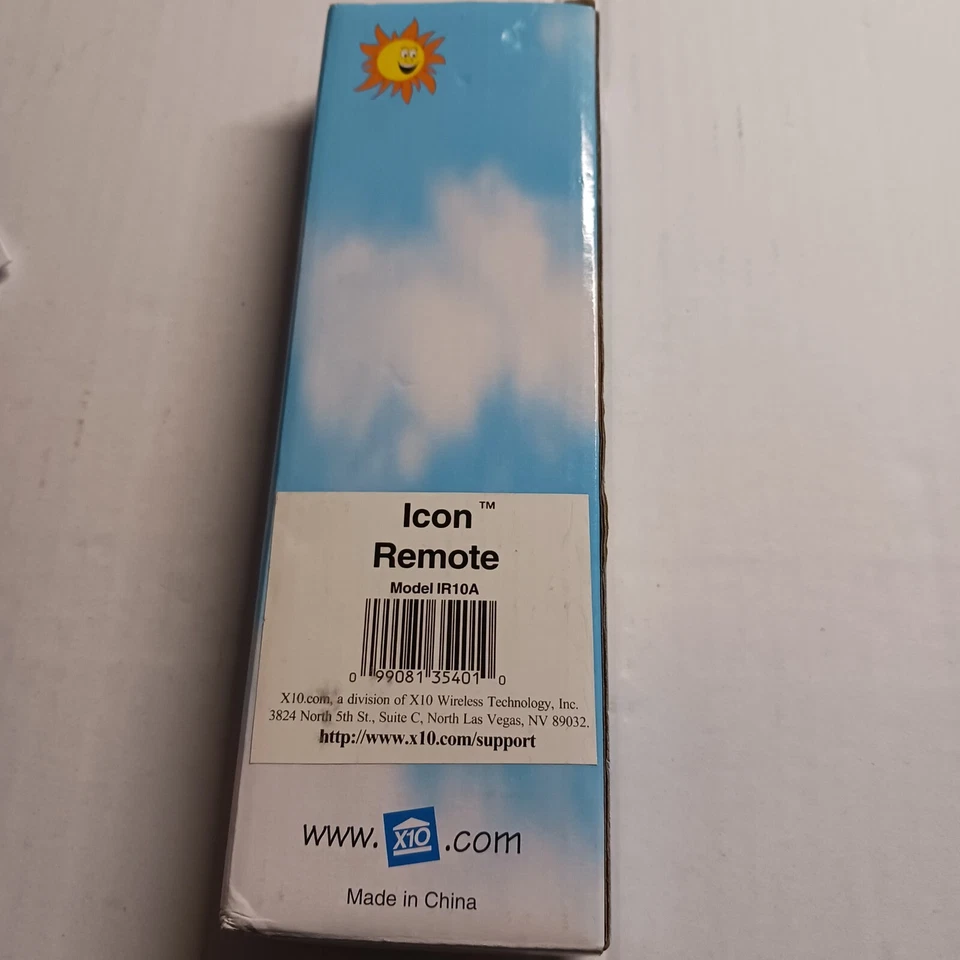 Icon™
Remote
Model IR10A
0 99081 35401 0
X10.com, a division of X10 Wireless Technology, Inc.
3824 North 5th St., Suite C, North Las Vegas, NV 89032.
http://www.x10.com/support
www.X10.com
Made in China